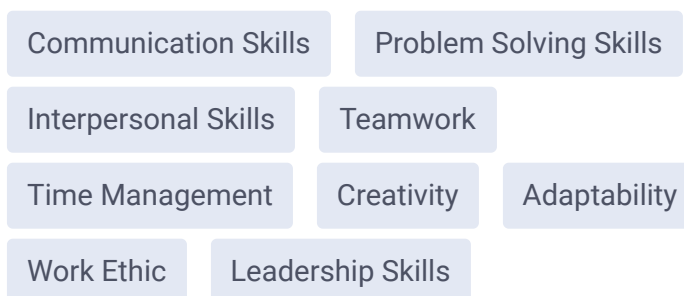 Communication Skills Problem Solving Skills
Interpersonal Skills Teamwork
Time Management Creativity Adaptability
Work Ethic Leadership Skills